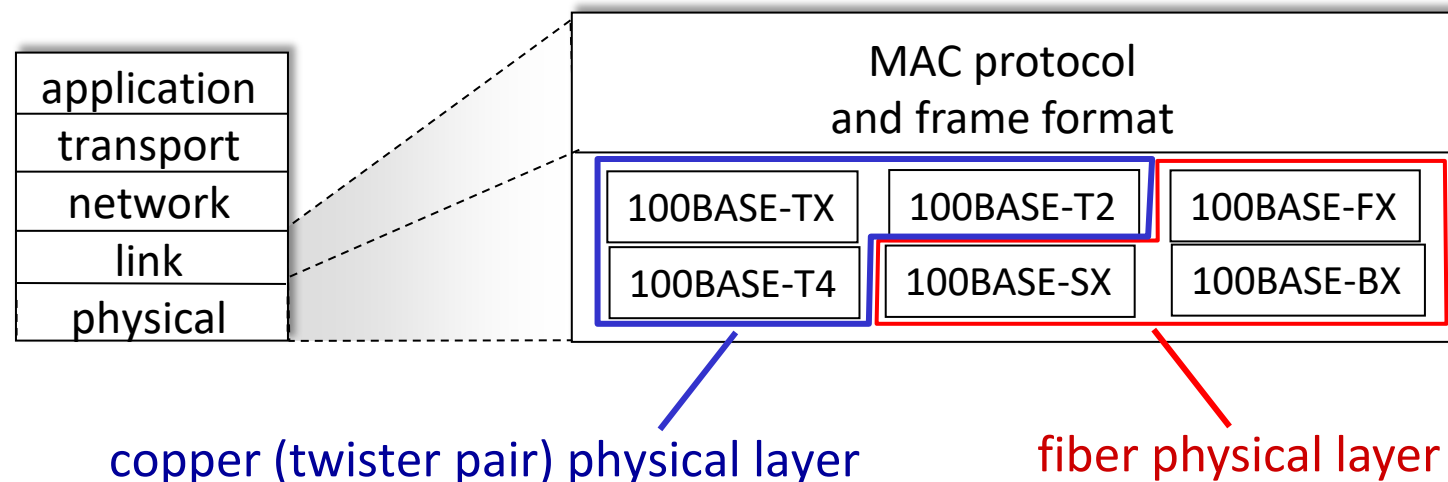 application
transport
network
link
physical
MAC protocol
and frame format
100BASE-TX
100BASE-T2
100BASE-FX
100BASE-T4
100BASE-SX
100BASE-BX
copper (twister pair) physical layer
fiber physical layer